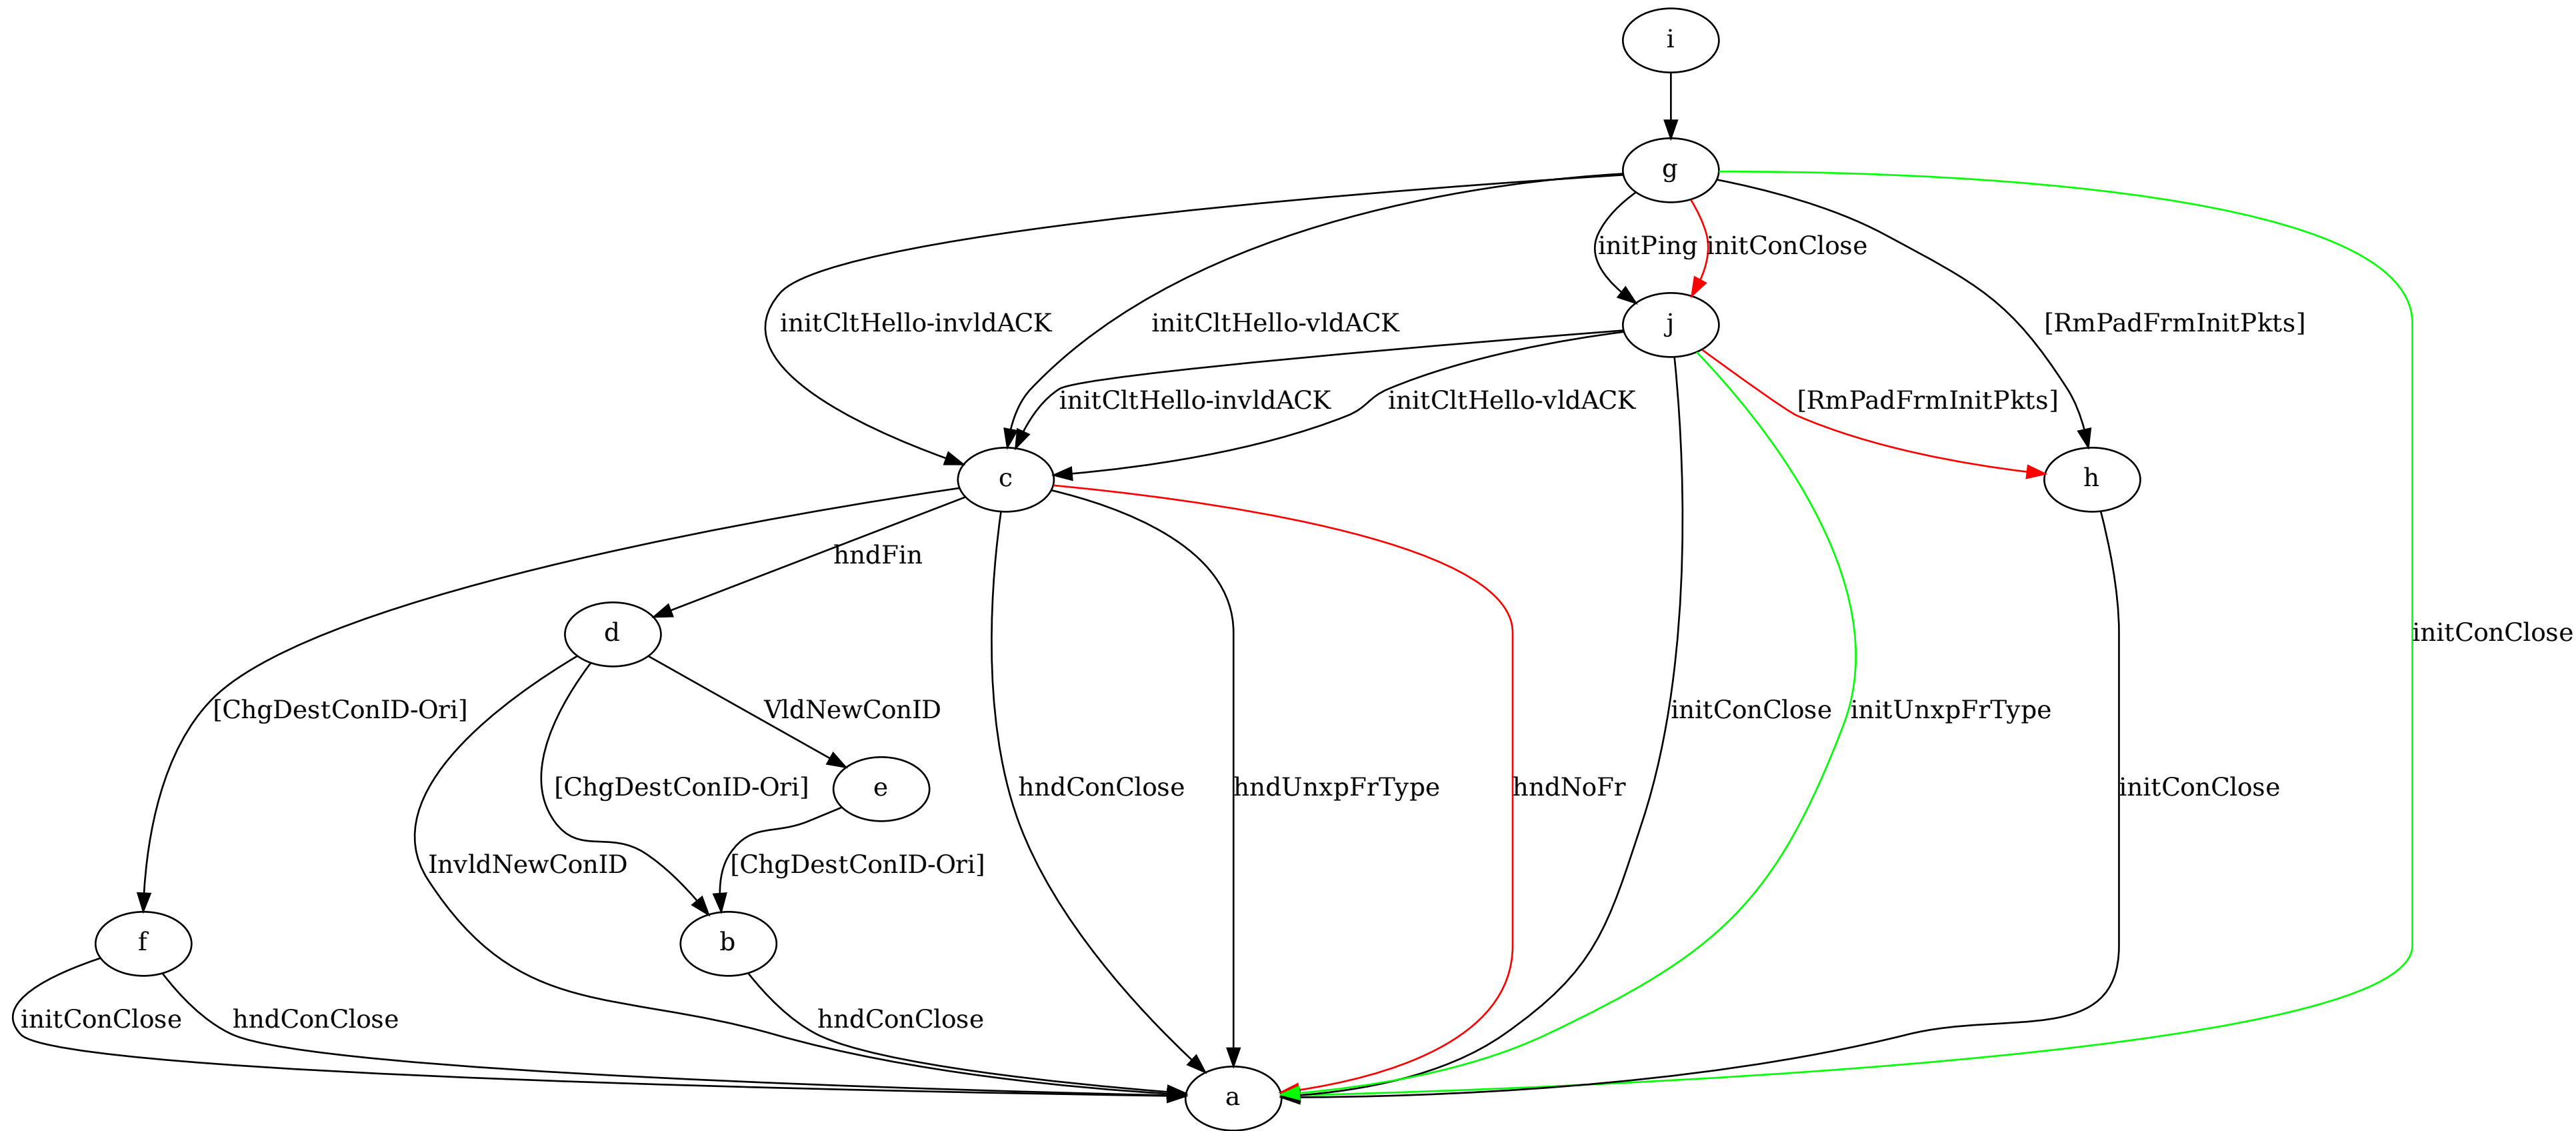 i
g
initPing
initConClose
initCltHello-invldACK
initCltHello-vldACK
j
[RmPadFrmInitPkts]
initCltHello-invldACK
initCltHello-vldACK
[RmPadFrmInitPkts]
c
h
hndFin
d
initConClose
[ChgDestConID-Ori]
VldNewConID
initConClose
initUnxpFrType
[ChgDestConID-Ori]
e
hndConClose
hndUnxpFrType
hndNoFr
initConClose
InvldNewConID
[ChgDestConID-Ori]
f
b
initConClose
hndConClose
hndConClose
a